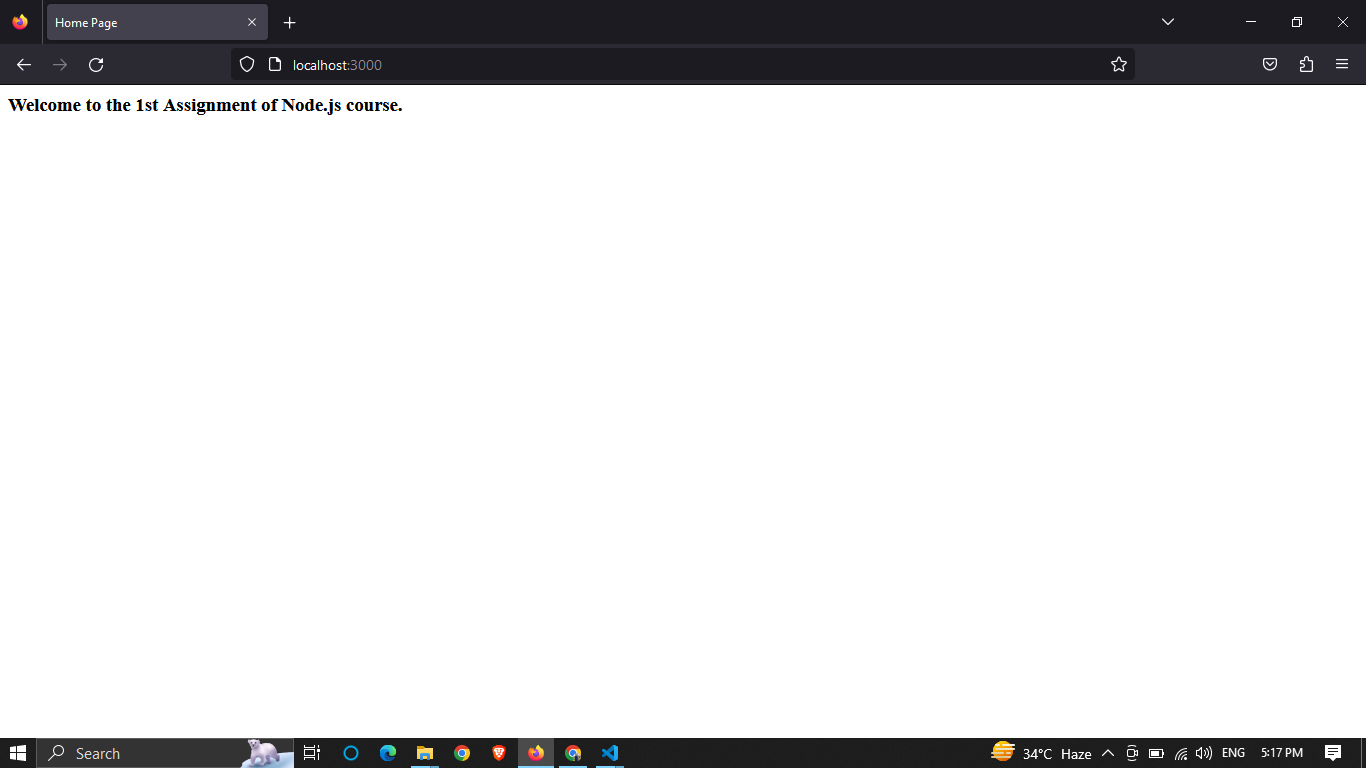 Home Page
localhost:3000
Welcome to the 1st Assignment of Node.js course.
Search
34°C Haze
ENG
5:17 PM